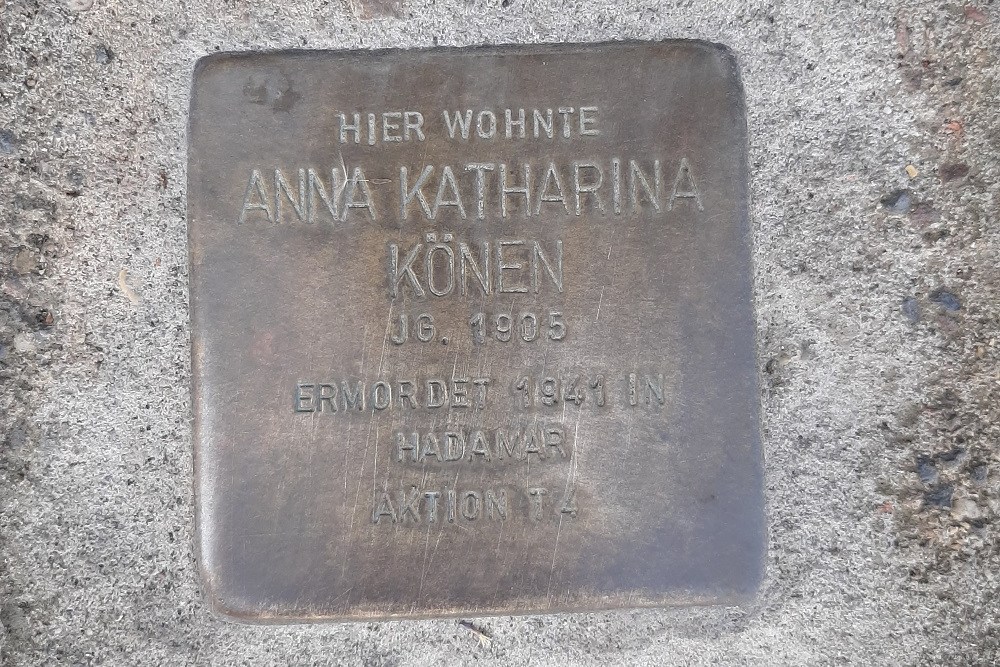 HIER WOHNTE
ANNA KATHARINA
KÖNEN
JG. 1905
ERMORDET 1941 IN
HADAMAR
AKTION T4